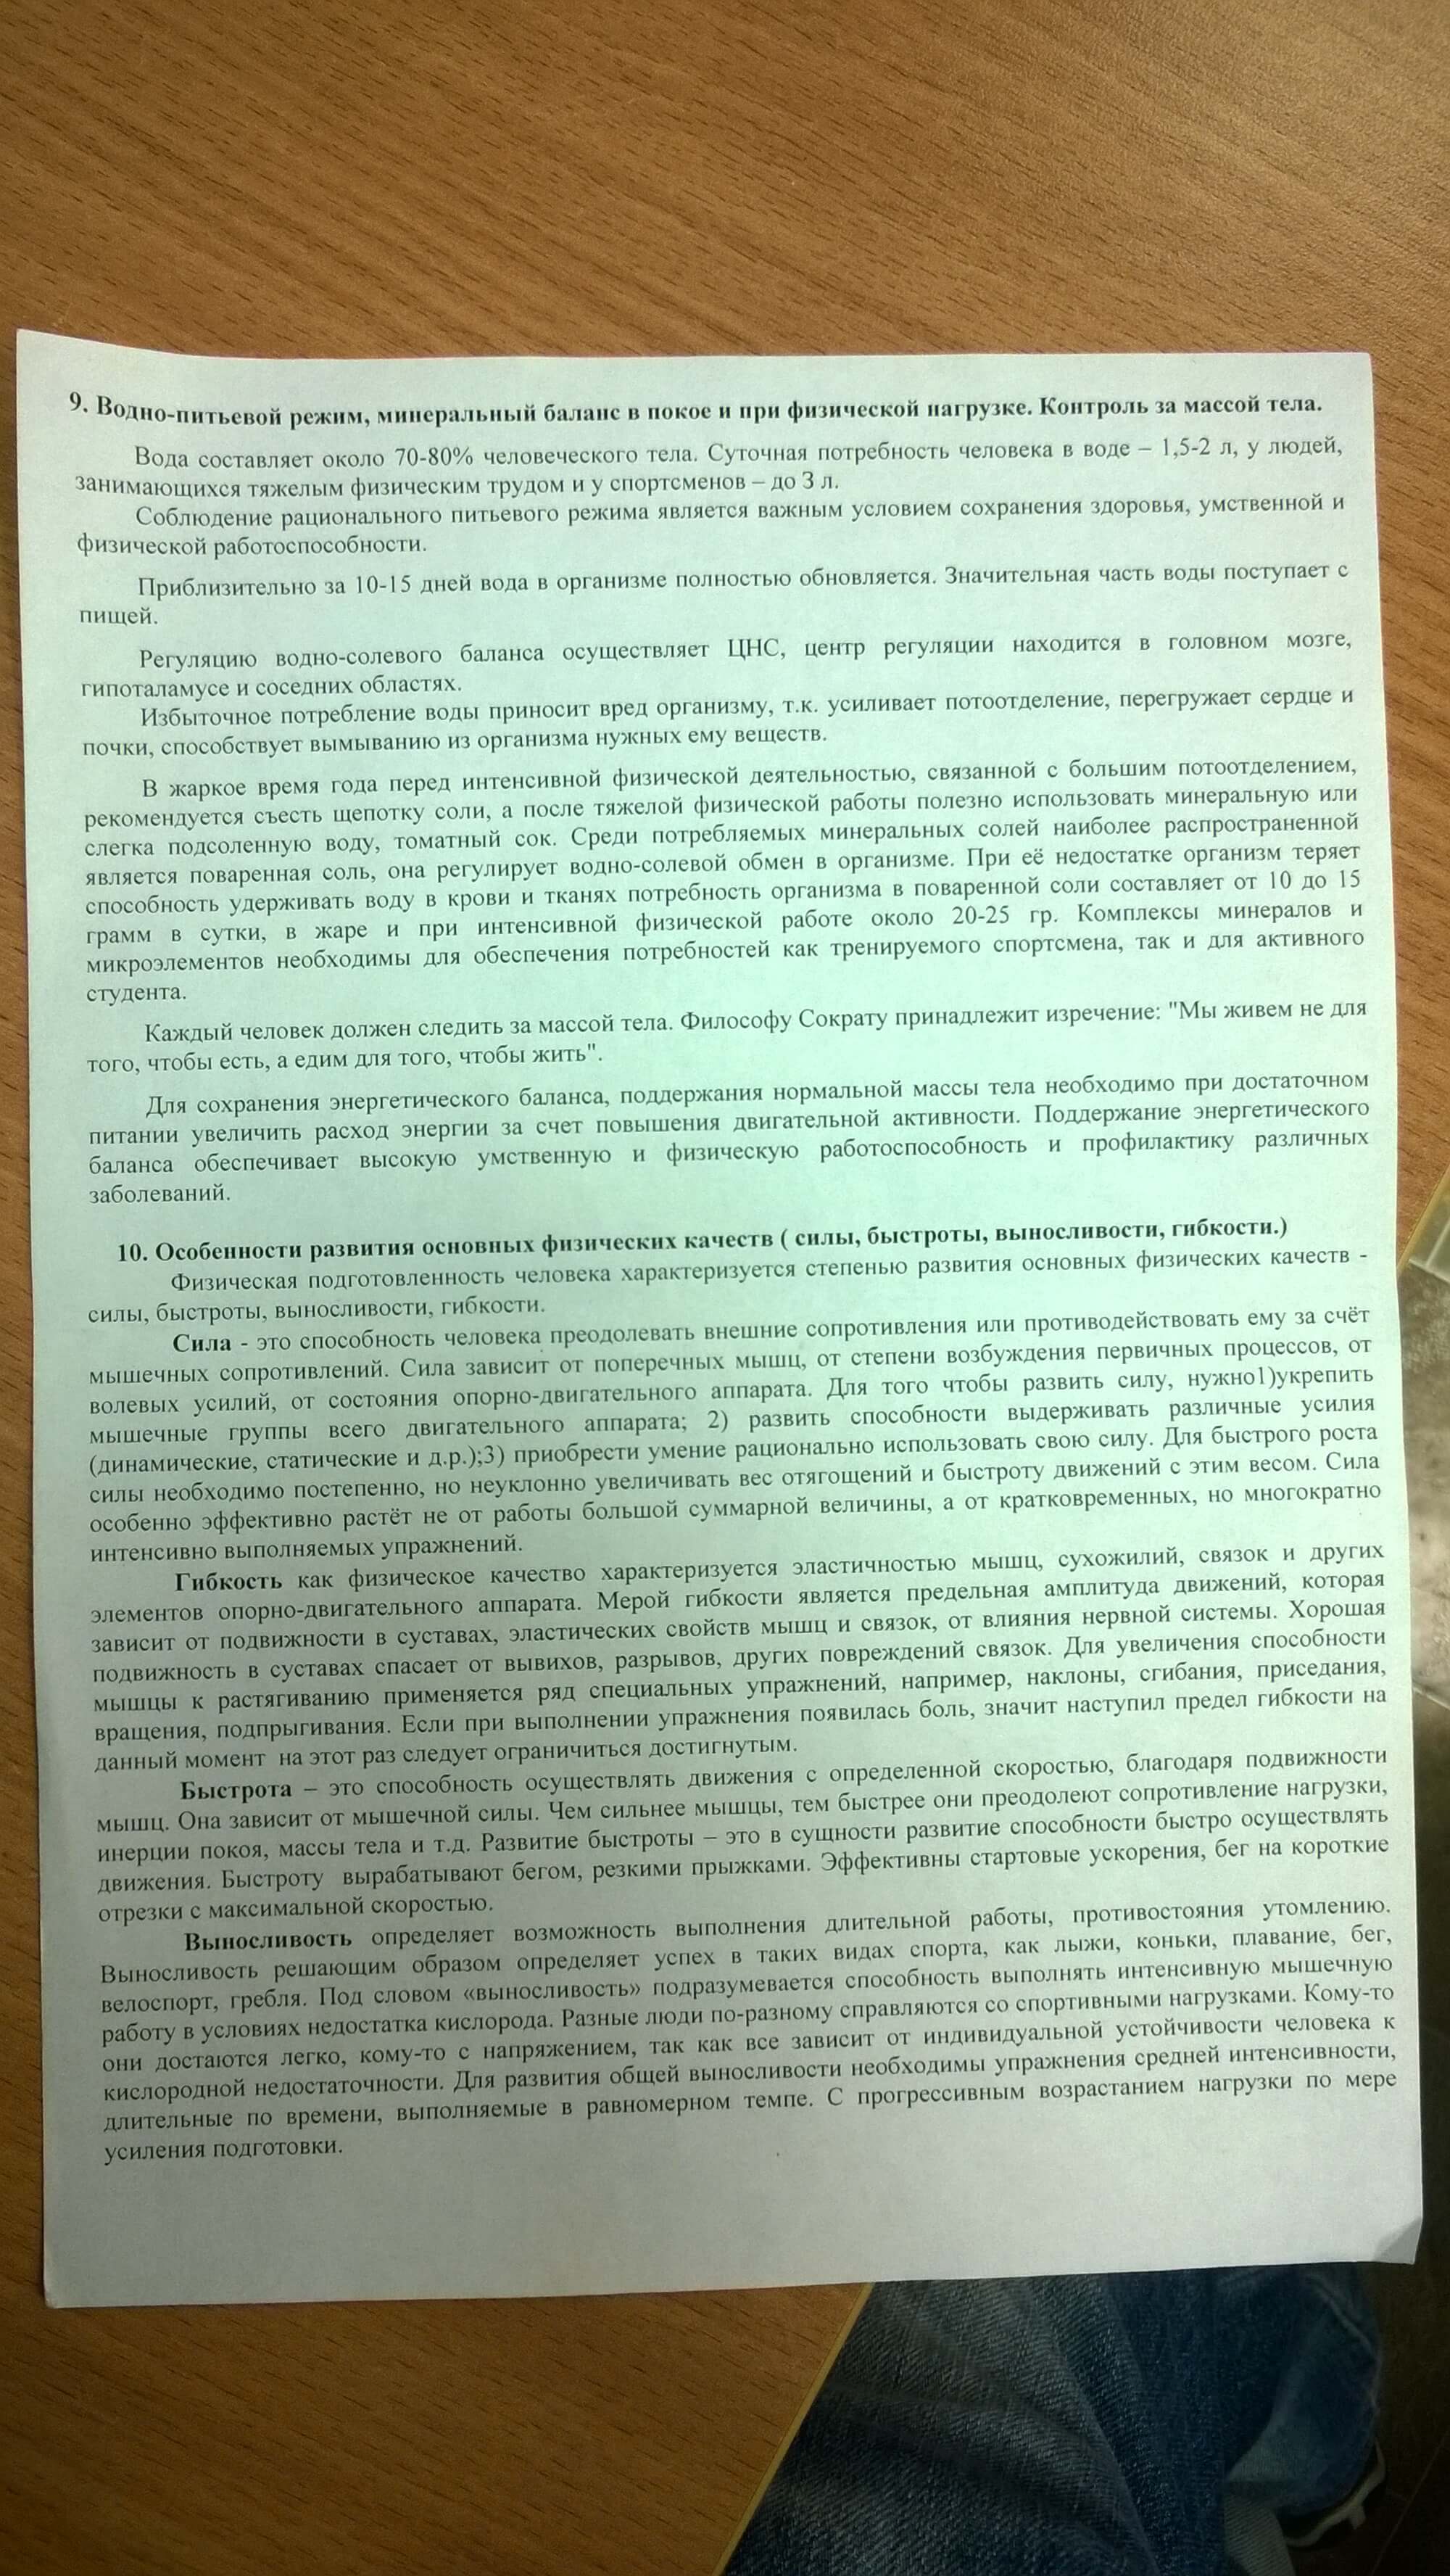 9. Водно-питьевой режим, минеральный баланс в покое и при физической нагрузке. Контроль за массой тела.
Вода составляет около 70-80% человеческого тела. Суточная потребность человека в воде – 1,5-2 л, у людей,
занимающихся тяжелым физическим трудом и у спортсменов – до 3 л.
Соблюдение рационального питьевого режима является важным условием сохранения здоровья, умственной и
физической работоспособности.
Приблизительно за 10-15 дней вода в организме полностью обновляется. Значительная часть воды поступает с
пищей.
Регуляцию водно-солевого баланса осуществляет ЦНС, центр регуляции находится в головном мозге,
гипоталамусе и соседних областях.
Избыточное потребление воды приносит вред организму, т.к. усиливает потоотделение, перегружает сердце и
почки, способствует вымыванию из организма нужных ему веществ.
В жаркое время года перед интенсивной физической деятельностью, связанной с большим потоотделением,
рекомендуется съесть щепотку соли, а после тяжелой физической работы полезно использовать минеральную или
слегка подсоленную воду, томатный сок. Среди потребляемых минеральных солей наиболее распространенной
является поваренная соль, она регулирует водно-солевой обмен в организме. При её недостатке организм теряет
способность удерживать воду в крови и тканях потребность организма в поваренной соли составляет от 10 до 15
грамм в сутки, в жаре и при интенсивной физической работе около 20-25 гр. Комплексы минералов и
микроэлементов необходимы для обеспечения потребностей как тренируемого спортсмена, так и для активного
студента.
Каждый человек должен следить за массой тела. Философу Сократу принадлежит изречение: "Мы живем не для
того, чтобы есть, а едим для того, чтобы жить".
Для сохранения энергетического баланса, поддержания нормальной массы тела необходимо при достаточном
питании увеличить расход энергии за счет повышения двигательной активности. Поддержание энергетического
баланса обеспечивает высокую умственную и физическую работоспособность и профилактику различных
заболеваний.
10. Особенности развития основных физических качеств ( силы, быстроты, выносливости, гибкости.)
Физическая подготовленность человека характеризуется степенью развития основных физических качеств -
силы, быстроты, выносливости, гибкости.
Сила - это способность человека преодолевать внешние сопротивления или противодействовать ему за счёт
мышечных сопротивлений. Сила зависит от поперечных мышц, от степени возбуждения первичных процессов, от
волевых усилий, от состояния опорно-двигательного аппарата. Для того чтобы развить силу, нужно1)укрепить
мышечные группы всего двигательного аппарата; 2) развить способности выдерживать различные усилия
(динамические, статические и д.р.);3) приобрести умение рационально использовать свою силу. Для быстрого роста
силы необходимо постепенно, но неуклонно увеличивать вес отягощений и быстроту движений с этим весом. Сила
особенно эффективно растёт не от работы большой суммарной величины, а от кратковременных, но многократно
интенсивно выполняемых упражнений.
Гибкость как физическое качество характеризуется эластичностью мышц, сухожилий, связок и других
элементов опорно-двигательного аппарата. Мерой гибкости является предельная амплитуда движений, которая
зависит от подвижности в суставах, эластических свойств мышц и связок, от влияния нервной системы. Хорошая
подвижность в суставах спасает от вывихов, разрывов, других повреждений связок. Для увеличения способности
мышцы к растягиванию применяется ряд специальных упражнений, например, наклоны, сгибания, приседания,
вращения, подпрыгивания. Если при выполнении упражнения появилась боль, значит наступил предел гибкости на
данный момент на этот раз следует ограничиться достигнутым.
Быстрота – это способность осуществлять движения с определенной скоростью, благодаря подвижности
мышц. Она зависит от мышечной силы. Чем сильнее мышцы, тем быстрее они преодолеют сопротивление нагрузки,
инерции покоя, массы тела и т.д. Развитие быстроты – это в сущности развитие способности быстро осуществлять
движения. Быстроту вырабатывают бегом, резкими прыжками. Эффективны стартовые ускорения, бег на короткие
отрезки с максимальной скоростью.
Выносливость определяет возможность выполнения длительной работы, противостояния утомлению.
Выносливость решающим образом определяет успех в таких видах спорта, как лыжи, коньки, плавание, бег,
велоспорт, гребля. Под словом «выносливость» подразумевается способность выполнять интенсивную мышечную
работу в условиях недостатка кислорода. Разные люди по-разному справляются со спортивными нагрузками. Кому-то
они достаются легко, кому-то с напряжением, так как все зависит от индивидуальной устойчивости человека к
кислородной недостаточности. Для развития общей выносливости необходимы упражнения средней интенсивности,
длительные по времени, выполняемые в равномерном темпе. С прогрессивным возрастанием нагрузки по мере
усиления подготовки.